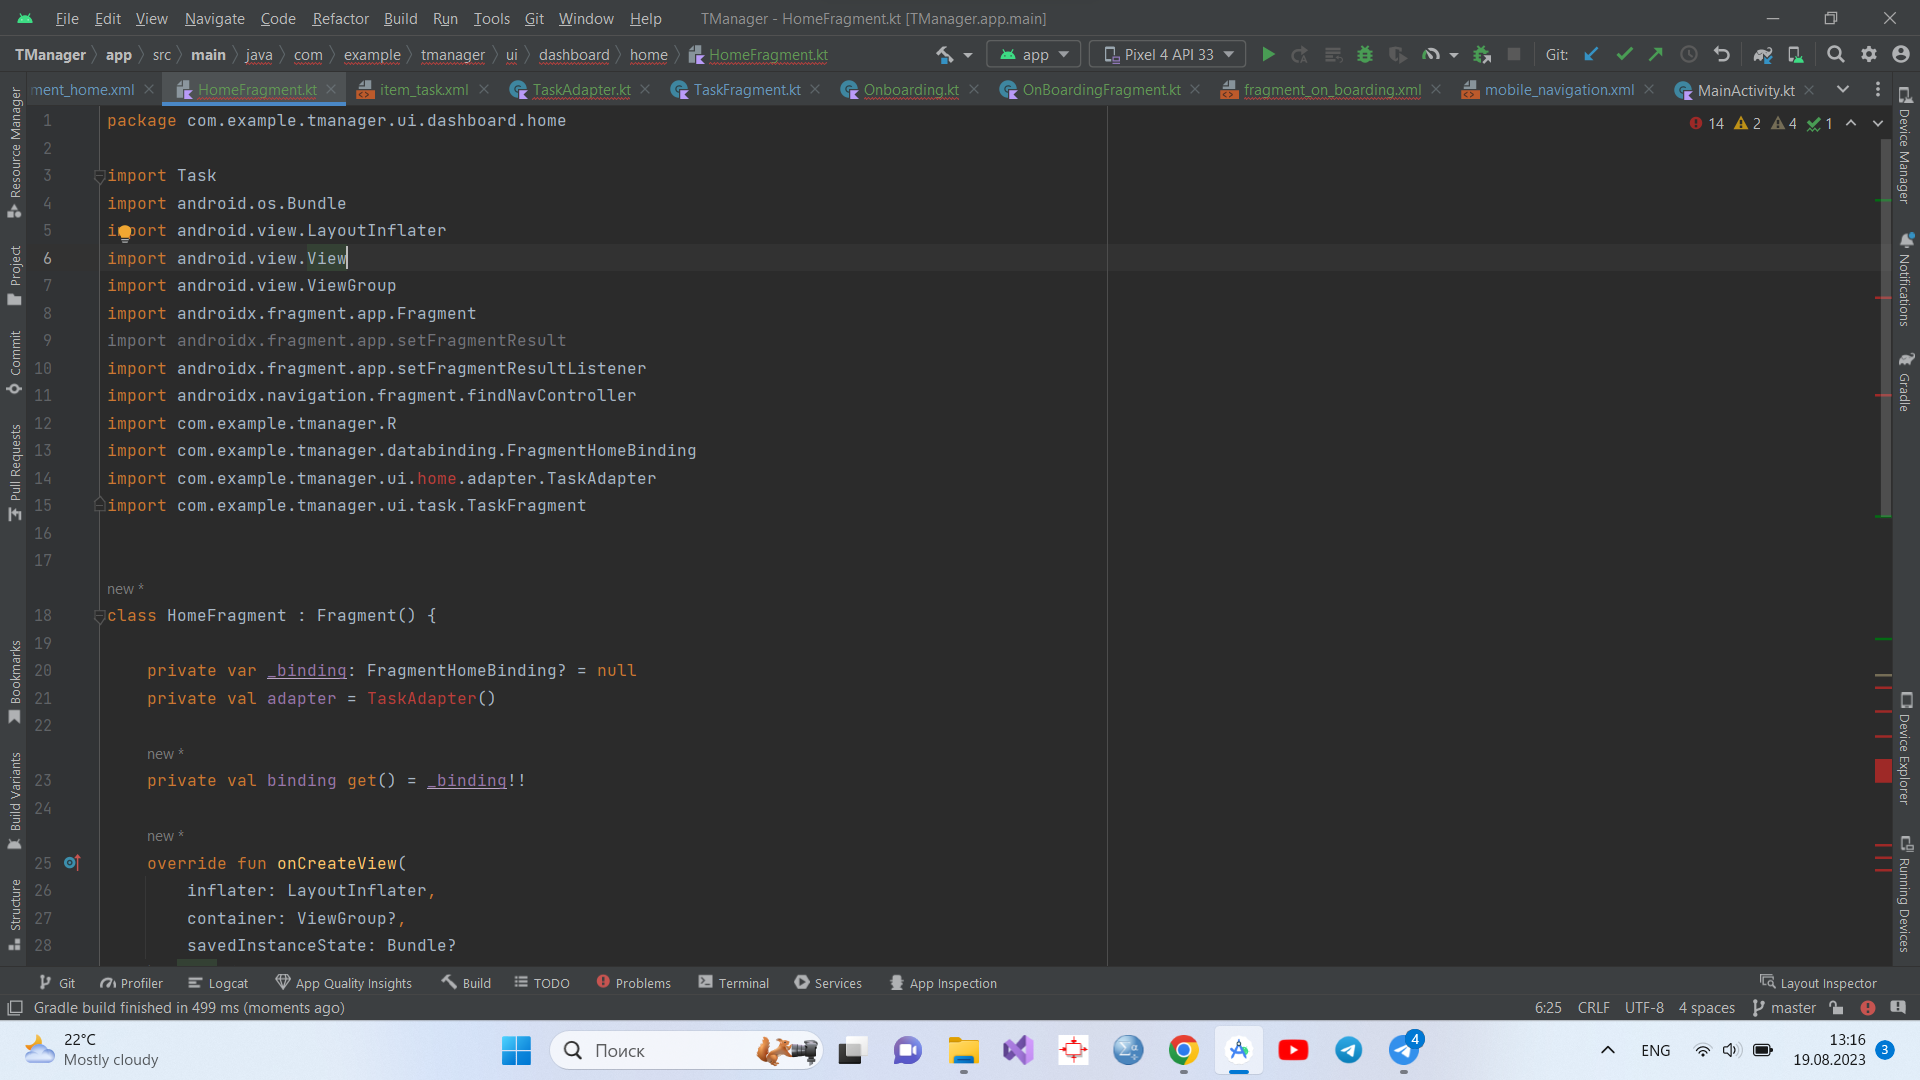 File Edit View Navigate Code Refactor Build Run Tools Git Window Help TManager - HomeFragment.kt [TManager.app.main]
TManager app src main java com example tmanager ui dashboard home HomeFragment.kt app Pixel 4 API 33 Git:
ment_home.xml HomeFragment.kt item_task.xml TaskAdapter.kt TaskFragment.kt Onboarding.kt OnBoardingFragment.kt fragment_on_boarding.xml mobile_navigation.xml MainActivity.kt
14 2 4 1
1 package com.example.tmanager.ui.dashboard.home
2
3 import Task
4 import android.os.Bundle
5 import android.view.LayoutInflater
6 import android.view.View
7 import android.view.ViewGroup
8 import androidx.fragment.app.Fragment
9 import androidx.fragment.app.setFragmentResult
10 import androidx.fragment.app.setFragmentResultListener
11 import androidx.navigation.fragment.findNavController
12 import com.example.tmanager.R
13 import com.example.tmanager.databinding.FragmentHomeBinding
14 import com.example.tmanager.ui.home.adapter.TaskAdapter
15 import com.example.tmanager.ui.task.TaskFragment
16
17
new *
18 class HomeFragment : Fragment() {
19
20 private var _binding: FragmentHomeBinding? = null
21 private val adapter = TaskAdapter()
22
new *
23 private val binding get() = _binding!!
24
new *
25 override fun onCreateView(
26 inflater: LayoutInflater,
27 container: ViewGroup?,
28 savedInstanceState: Bundle?
Resource Manager
Project
Commit
Pull Requests
Bookmarks
Build Variants
Structure
Device Manager
Notifications
Gradle
Device Explorer
Running Devices
Git Profiler Logcat App Quality Insights Build TODO Problems Terminal Services App Inspection Layout Inspector
Gradle build finished in 499 ms (moments ago) 6:25 CRLF UTF-8 4 spaces master
22°C
Mostly cloudy
Поиск
4
ENG
13:16
19.08.2023
3